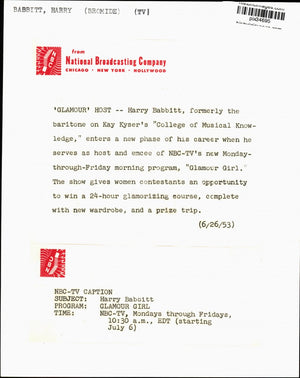 BABBITT, HARRY (BROMIDE) (TV)
from
National Broadcasting Company
CHICAGO • NEW YORK • HOLLYWOOD
'GLAMOUR' HOST -- Harry Babbitt, formerly the
baritone on Kay Kyser's "College of Musical Know-
ledge," enters a new phase of his career when he
serves as host and emcee of NBC-TV's new Monday-
through-Friday morning program, "Glamour Girl."
The show gives women contestants an opportunity
to win a 24-hour glamorizing course, complete
with new wardrobe, and a prize trip.
(6/26/53)
NBC-TV CAPTION
SUBJECT: Harry Babbitt
PROGRAM: GLAMOUR GIRL
TIME: NBC-TV, Mondays through Fridays,
10:30 a.m., EDT (starting
July 6)